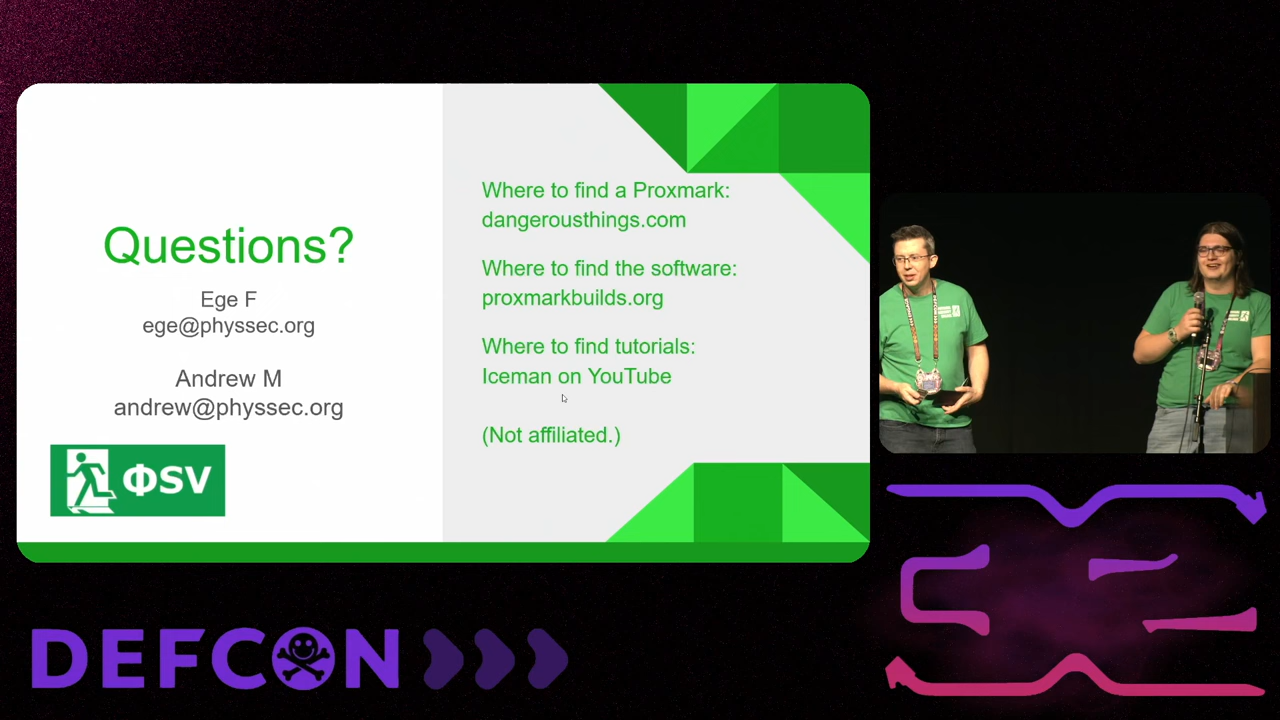 Questions?
Ege F
ege@physsec.org
Andrew M
andrew@physsec.org
ΦSV
Where to find a Proxmark:
dangerousthings.com
Where to find the software:
proxmarkbuilds.org
Where to find tutorials:
Iceman on YouTube
(Not affiliated.)
DEFCON